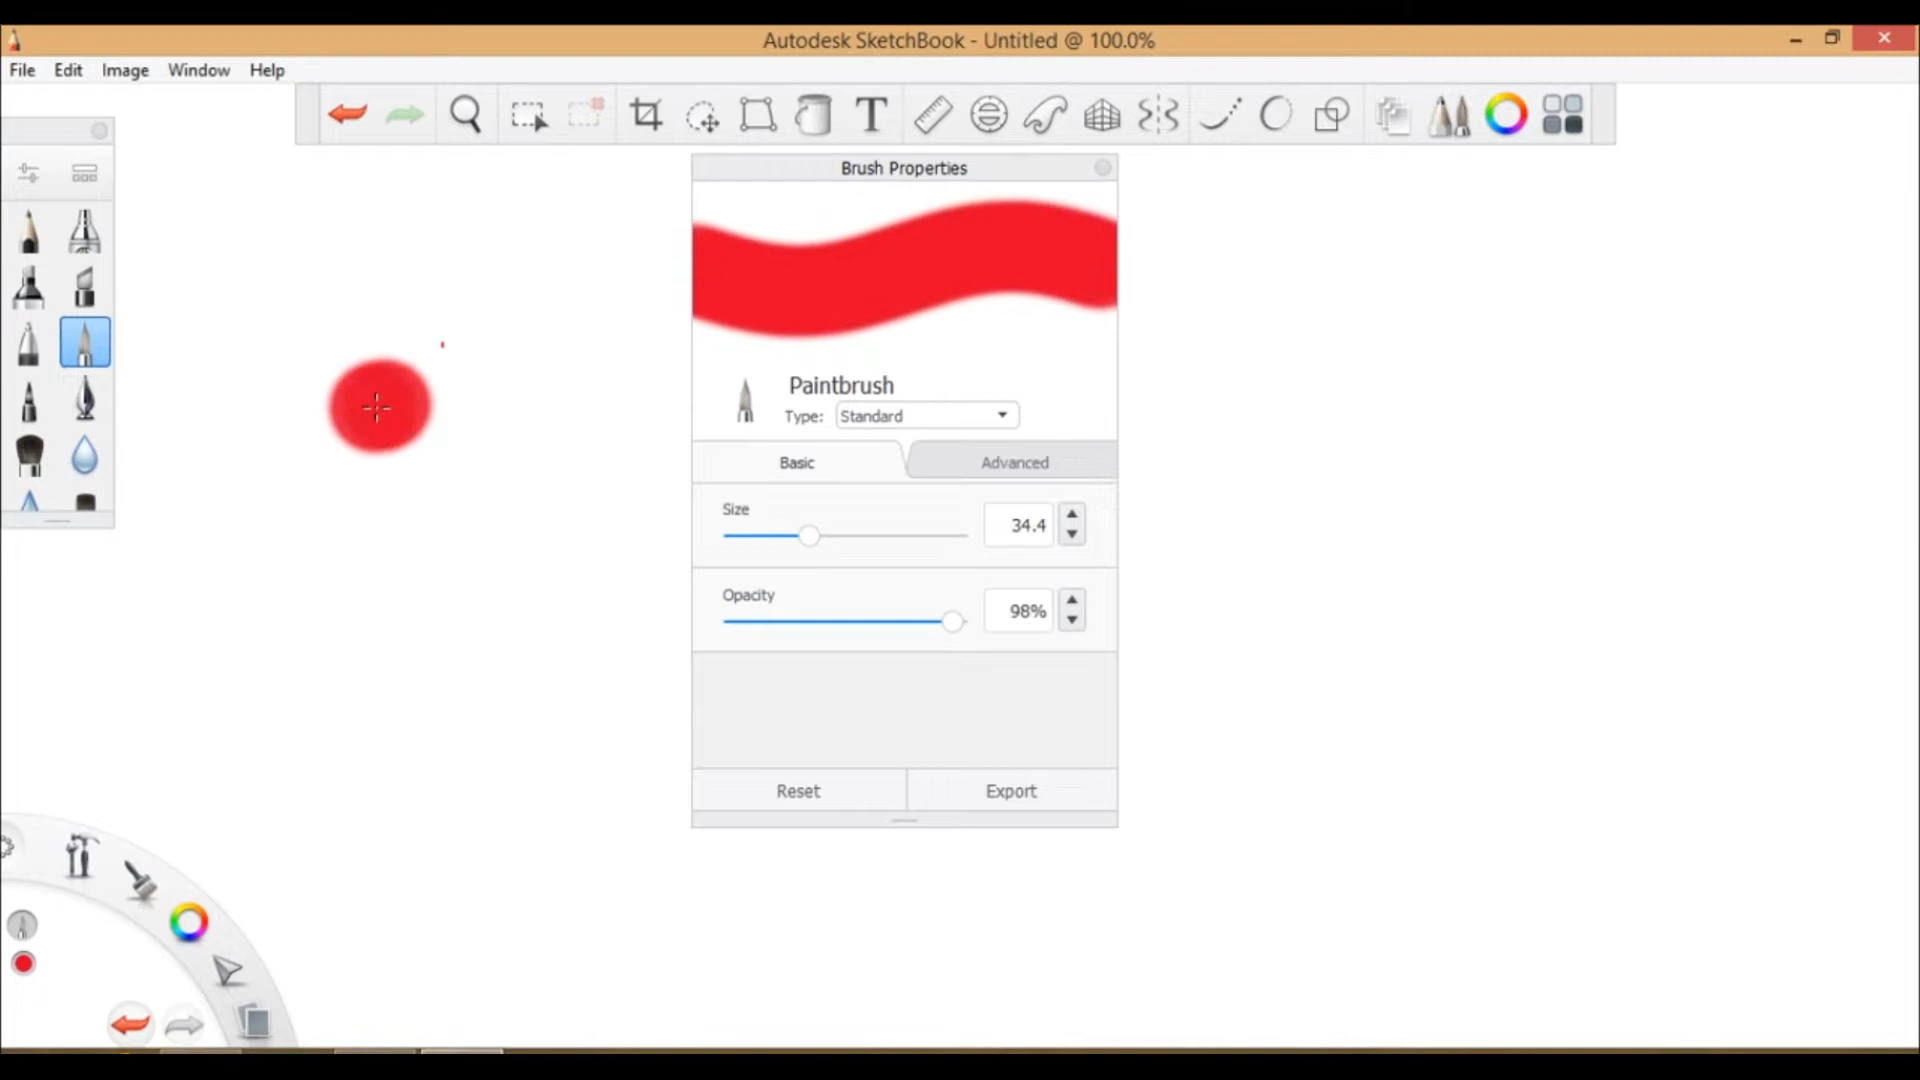 Autodesk SketchBook - Untitled @ 100.0%
File Edit Image Window Help
T
Brush Properties
Paintbrush
Type: Standard
Basic Advanced
Size
34.4
Opacity
98%
Reset Export